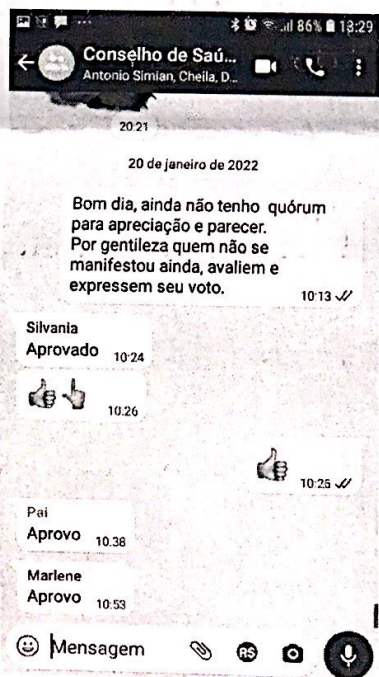 86% 13:29
Conselho de Saú...
Antonio Simian, Cheila, D...
20:21
20 de janeiro de 2022
Bom dia, ainda não tenho quórum
para apreciação e parecer.
Por gentileza quem não se
manifestou ainda, avaliem e
expressem seu voto.
10:13
Silvania
Aprovado 10:24
10:26
10:25
Pai
Aprovo 10:38
Marlene
Aprovo 10:53
Mensagem
R$